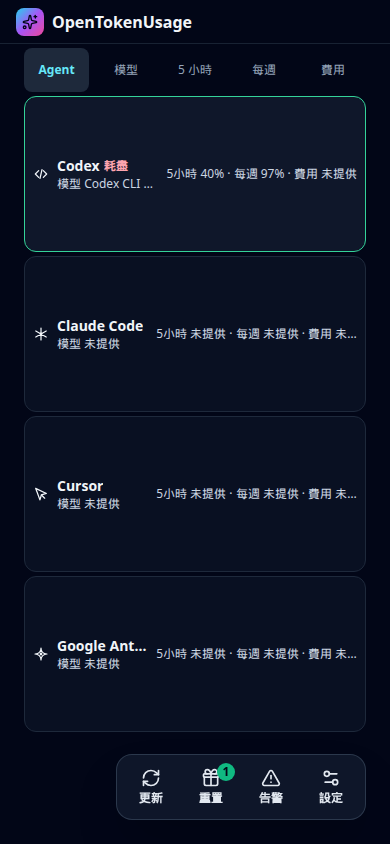 OpenTokenUsage
Agent 模型 5 小時 每週 費用
Codex 耗盡
模型 Codex CLI ...
5小時 40% · 每週 97% · 費用 未提供
Claude Code
模型 未提供
5小時 未提供 · 每週 未提供 · 費用 未...
Cursor
模型 未提供
5小時 未提供 · 每週 未提供 · 費用 未...
Google Ant...
模型 未提供
5小時 未提供 · 每週 未提供 · 費用 未...
1
更新 重置 告警 設定